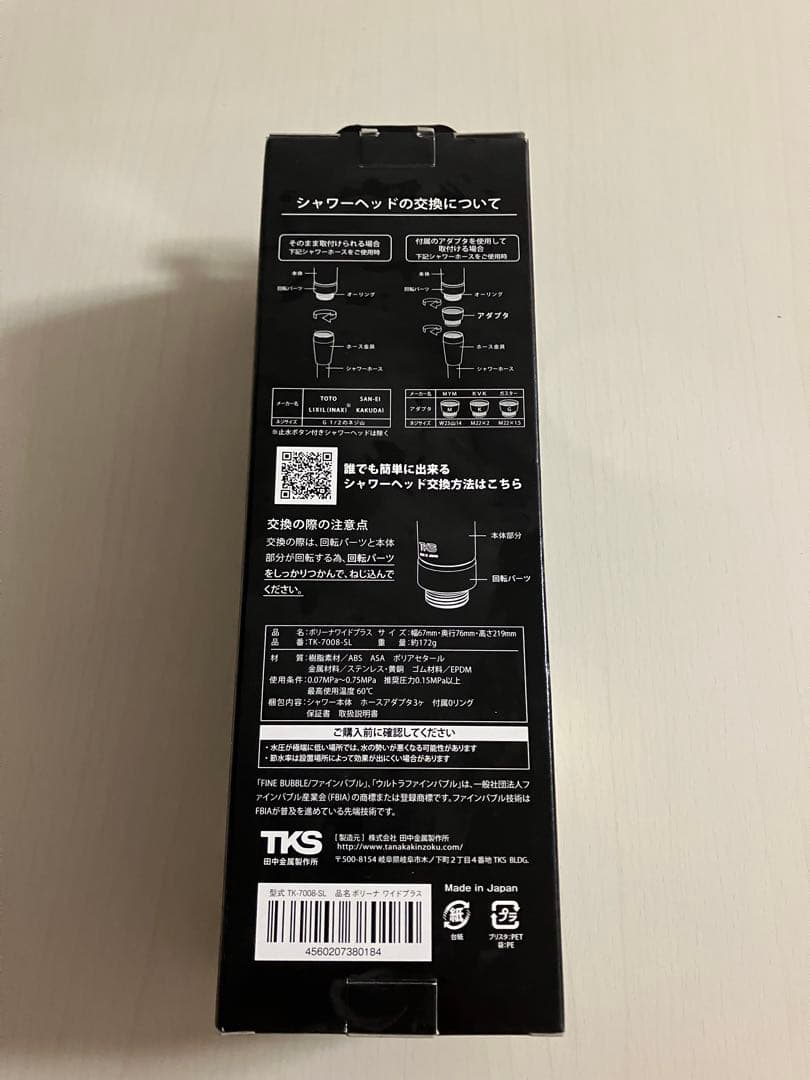 シャワーヘッドの交換について
そのまま取付けられる場合
下記シャワーホースをご使用時
本体
回転パーツ
オーリング
ホース金具
シャワーホース
メーカー名 TOTO ※ SAN-EI
LIXIL(INAX) KAKUDAI
ネジサイズ G 1/2のネジ山
※止水ボタン付きシャワーヘッドは除く
付属のアダプタを使用して
取付ける場合
下記シャワーホースをご使用時
本体
回転パーツ
オーリング
アダプタ
ホース金具
シャワーホース
メーカー名 MYM KVK ガスター
アダプタ M K G
ネジサイズ W23山14 M22×2 M22×1.5
誰でも簡単に出来る
シャワーヘッド交換方法はこちら
交換の際の注意点
交換の際は、回転パーツと本体
部分が回転する為、回転パーツ
をしっかりつかんで、ねじ込んで
ください。
TKS
本体部分
回転パーツ
品 名:ボリーナワイドプラス サイズ:幅67mm・奥行76mm・高さ219mm
品 番:TK-7008-SL 重 量:約172g
材 質:樹脂素材/ABS ASA ポリアセタール
金属材料/ステンレス・黄銅 ゴム材料/EPDM
使用条件:0.07MPa～0.75MPa 推奨圧力0.15MPa以上
最高使用温度 60℃
梱包内容:シャワー本体 ホースアダプタ3ヶ 付属Oリング
保証書 取扱説明書
ご購入前に確認してください
・水圧が極端に低い場所では、水の勢いが悪くなる可能性があります
・節水率は設置場所によって効果が出にくい場合があります
「FINE BUBBLE/ファインバブル」、「ウルトラファインバブル」は、一般社団法人フ
ァインバブル産業会(FBIA)の商標または登録商標です。ファインバブル技術は
FBIAが普及を進めている先端技術です。
TKS
田中金属製作所
[製造元] 株式会社 田中金属製作所
http://www.tanakakinzoku.com/
〒500-8154 岐阜県岐阜市木ノ下町2丁目4番地 TKS BLDG.
型式 TK-7008-SL 品名 ボリーナ ワイドプラス
4560207380184
Made in Japan
紙
台紙
プラ
ブリスタ:PET
袋:PE